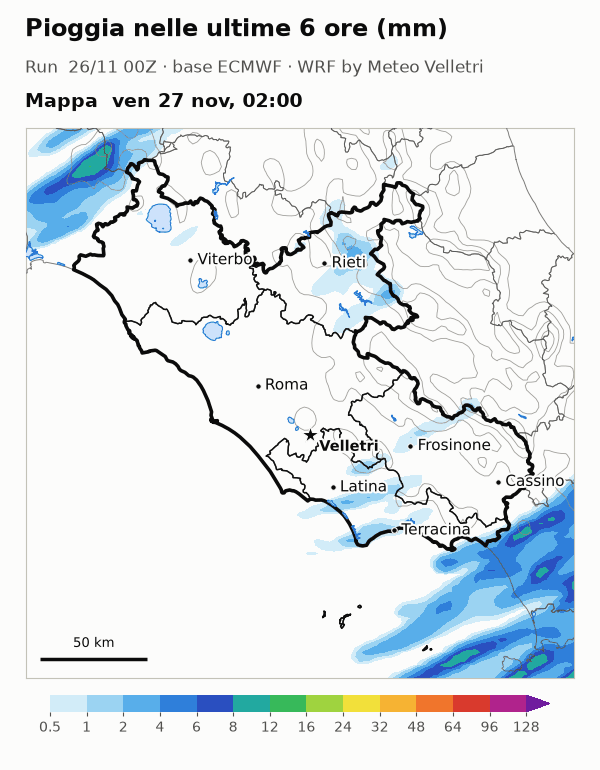 Pioggia nelle ultime 6 ore (mm)
Run  26/11 00Z · base ECMWF · WRF by Meteo Velletri
Mappa  ven 27 nov, 02:00
Viterbo
Rieti
Roma
Velletri
Frosinone
Latina
Cassino
Terracina
50 km
0.5 1 2 4 6 8 12 16 24 32 48 64 96 128